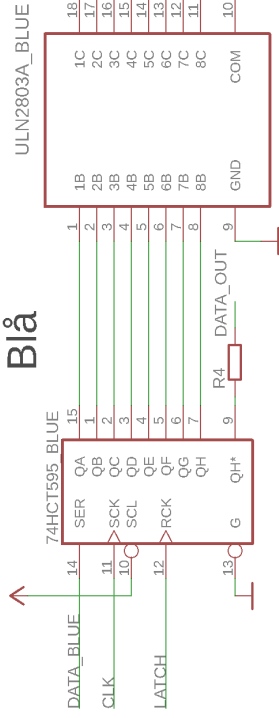 18 17 16 15 14 13 12 11 10
1C 2C 3C 4C 5C 6C 7C 8C COM
ULN2803A_BLUE
1B 2B 3B 4B 5B 6B 7B 8B GND
1 2 3 4 5 6 7 8 9
DATA_OUT
Blå
R4
15 1 2 3 4 5 6 7 9
74HCT595_BLUE
QA QB QC QD QE QF QG QH QH*
SER SCK SCL RCK G
14 11 10 12 13
DATA_BLUE
CLK
LATCH